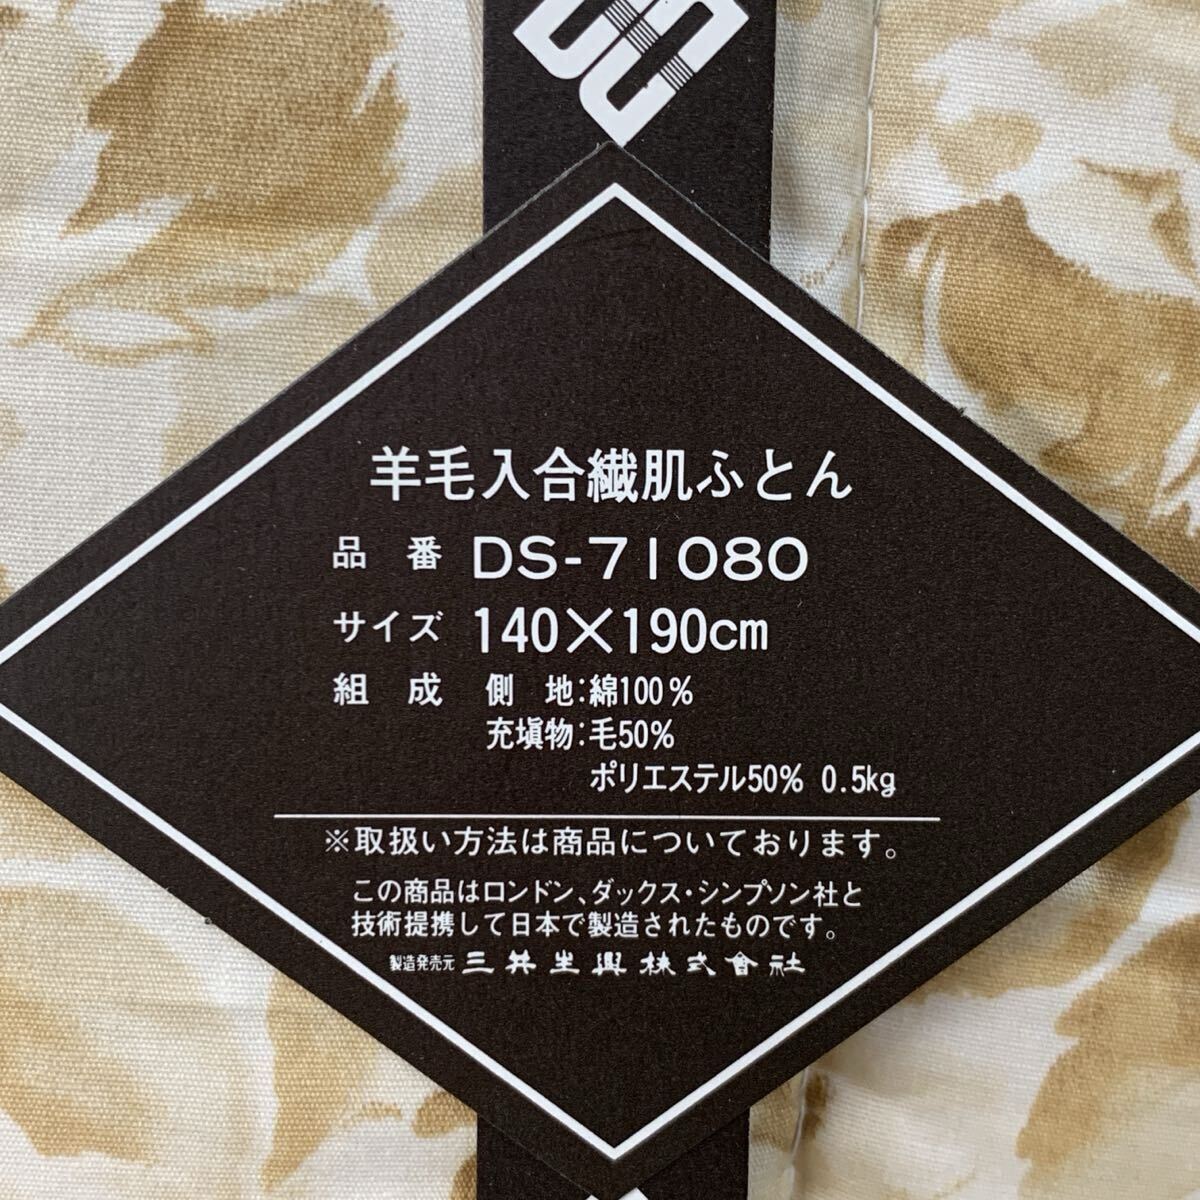 羊毛入合繊肌ふとん
品番 DS-71080
サイズ 140×190cm
組成 側地:綿100%
充塡物:毛50%
ポリエステル50% 0.5kg
※取扱い方法は商品についております。
この商品はロンドン、ダックス・シンプソン社と
技術提携して日本で製造されたものです。
製造発売元 三井生興株式會社